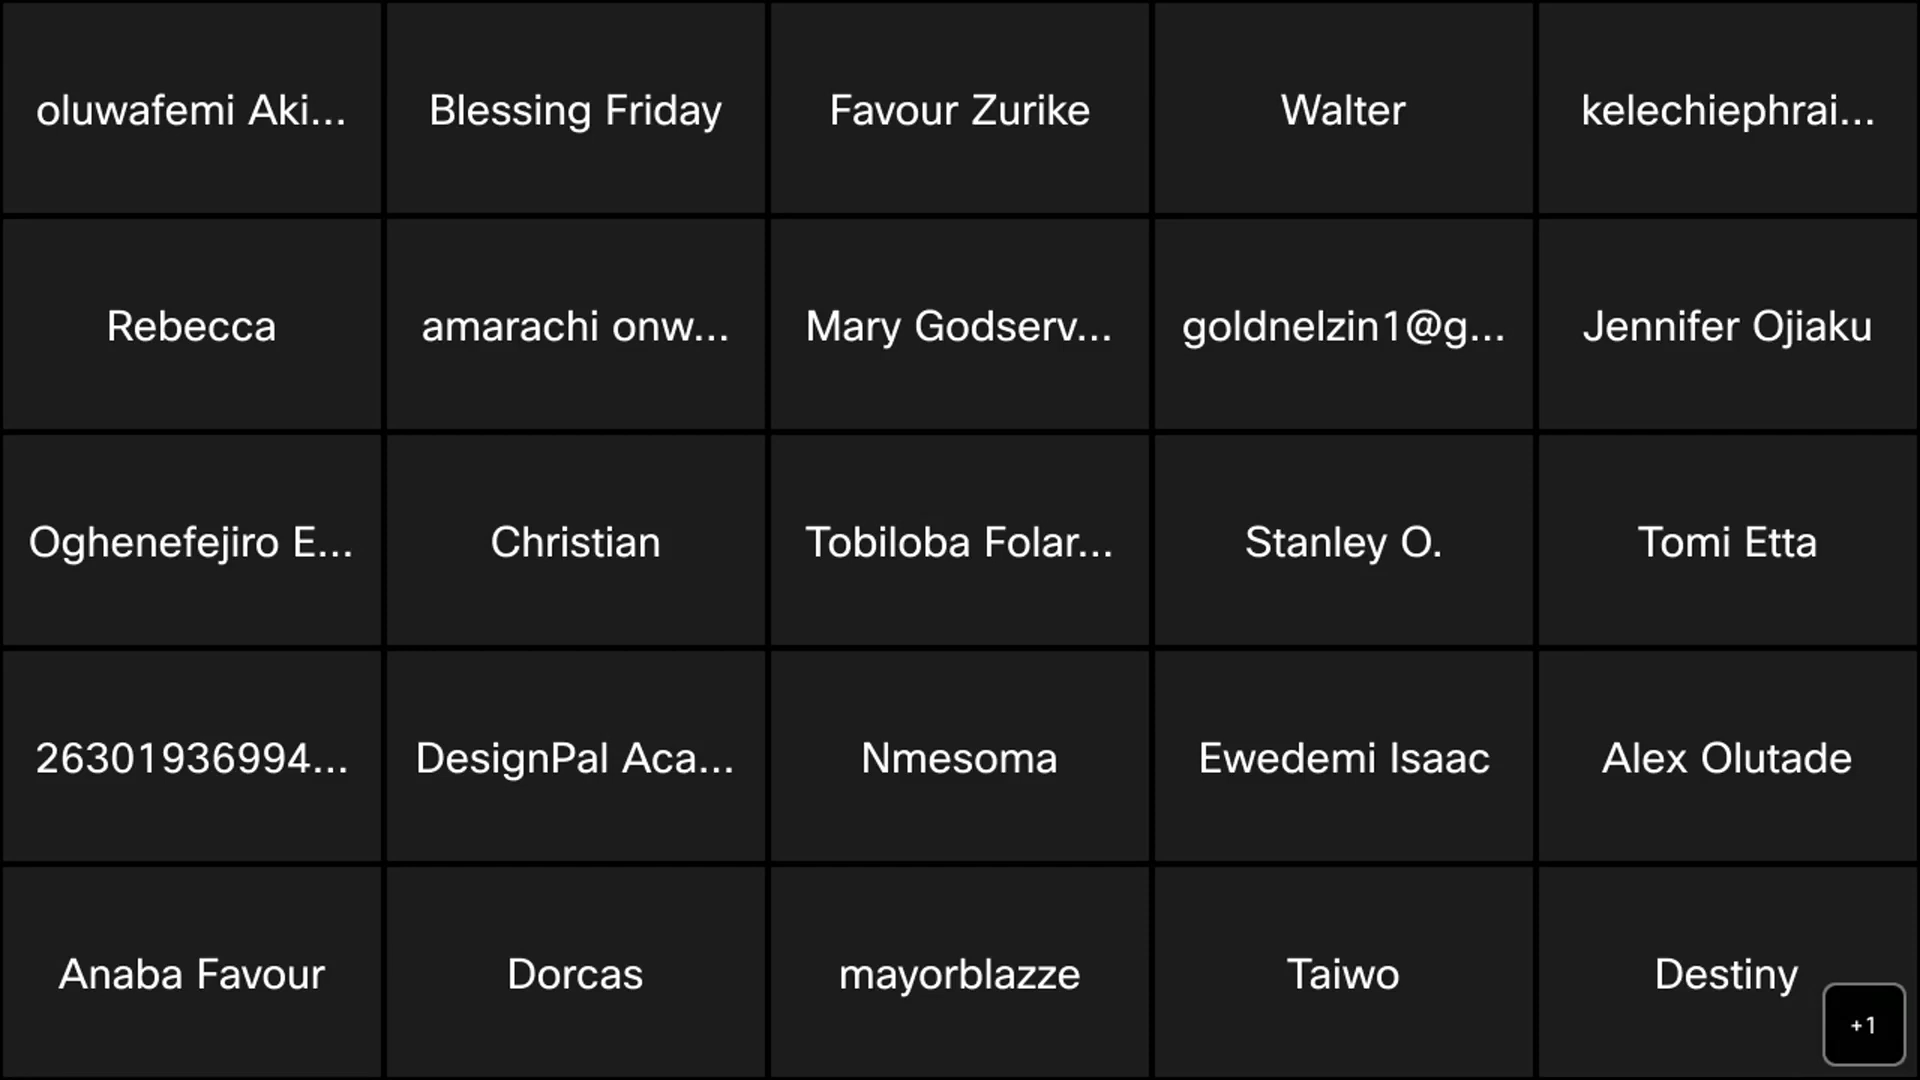 oluwafemi Aki...
Blessing Friday
Favour Zurike
Walter
kelechiephrai...
Rebecca
amarachi onw...
Mary Godserv...
goldnelzin1@g...
Jennifer Ojiaku
Oghenefejiro E...
Christian
Tobiloba Folar...
Stanley O.
Tomi Etta
26301936994...
DesignPal Aca...
Nmesoma
Ewedemi Isaac
Alex Olutade
Anaba Favour
Dorcas
mayorblazze
Taiwo
Destiny
+1